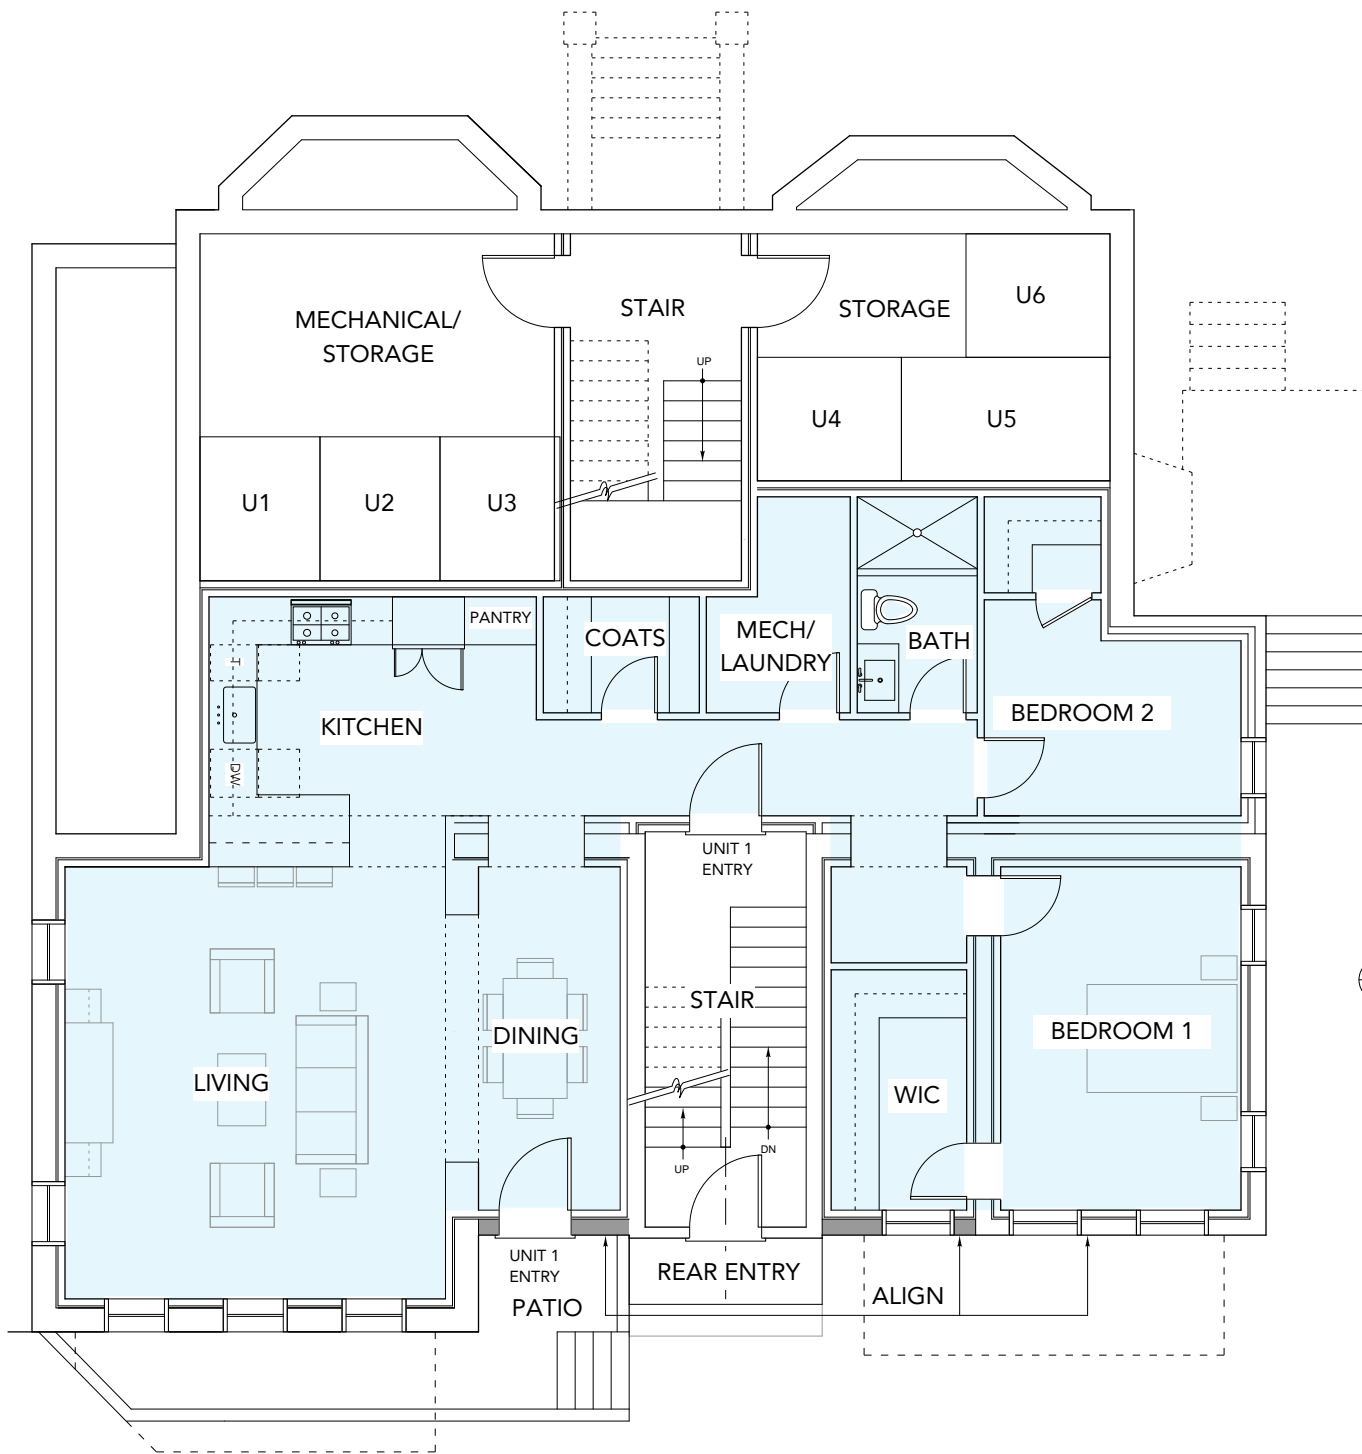 U6
MECHANICAL/
STORAGE
STAIR
STORAGE
UP
U4
U5
U1
U2
U3
PANTRY
COATS
MECH/
LAUNDRY
BATH
T
KITCHEN
BEDROOM 2
DW
UNIT 1
ENTRY
STAIR
DINING
BEDROOM 1
LIVING
WIC
UP
DN
UNIT 1
ENTRY
PATIO
REAR ENTRY
ALIGN